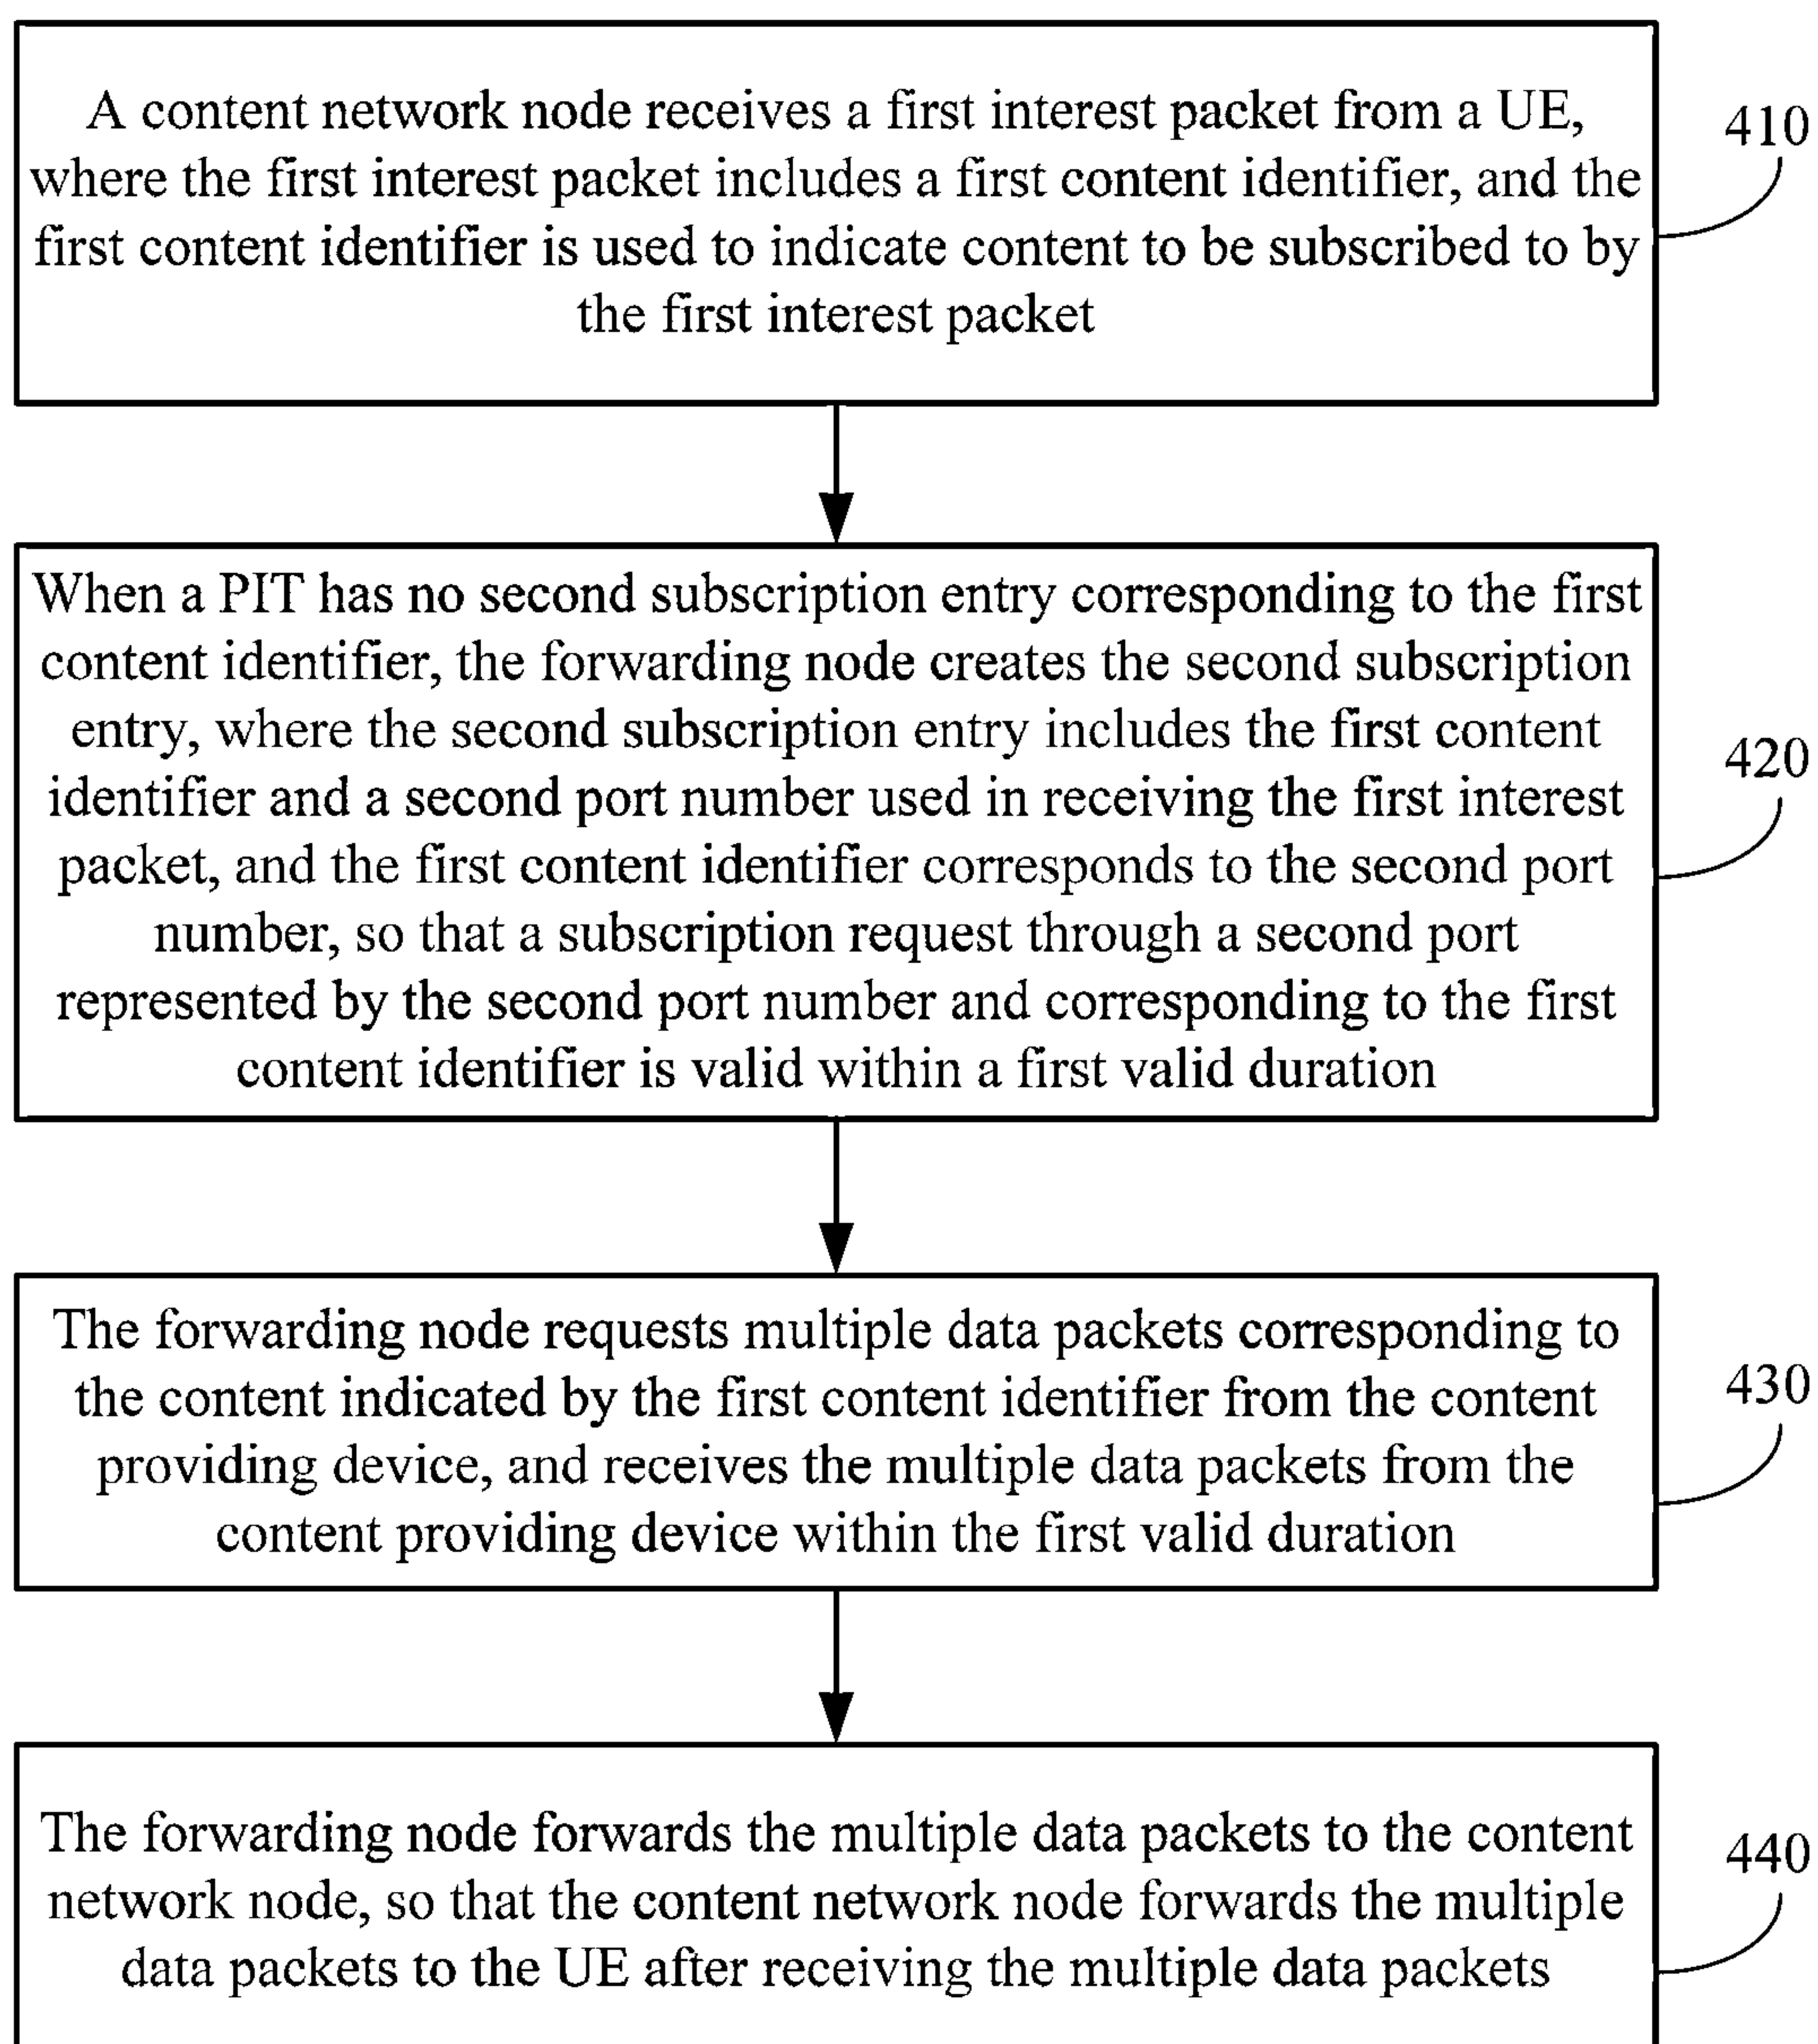 A content network node receives a first interest packet from a UE,
where the first interest packet includes a first content identifier, and the
first content identifier is used to indicate content to be subscribed to by
the first interest packet
410
When a PIT has no second subscription entry corresponding to the first
content identifier, the forwarding node creates the second subscription
entry, where the second subscription entry includes the first content
identifier and a second port number used in receiving the first interest
packet, and the first content identifier corresponds to the second port
number, so that a subscription request through a second port
represented by the second port number and corresponding to the first
content identifier is valid within a first valid duration
420
The forwarding node requests multiple data packets corresponding to
the content indicated by the first content identifier from the content
providing device, and receives the multiple data packets from the
content providing device within the first valid duration
430
The forwarding node forwards the multiple data packets to the content
network node, so that the content network node forwards the multiple
data packets to the UE after receiving the multiple data packets
440